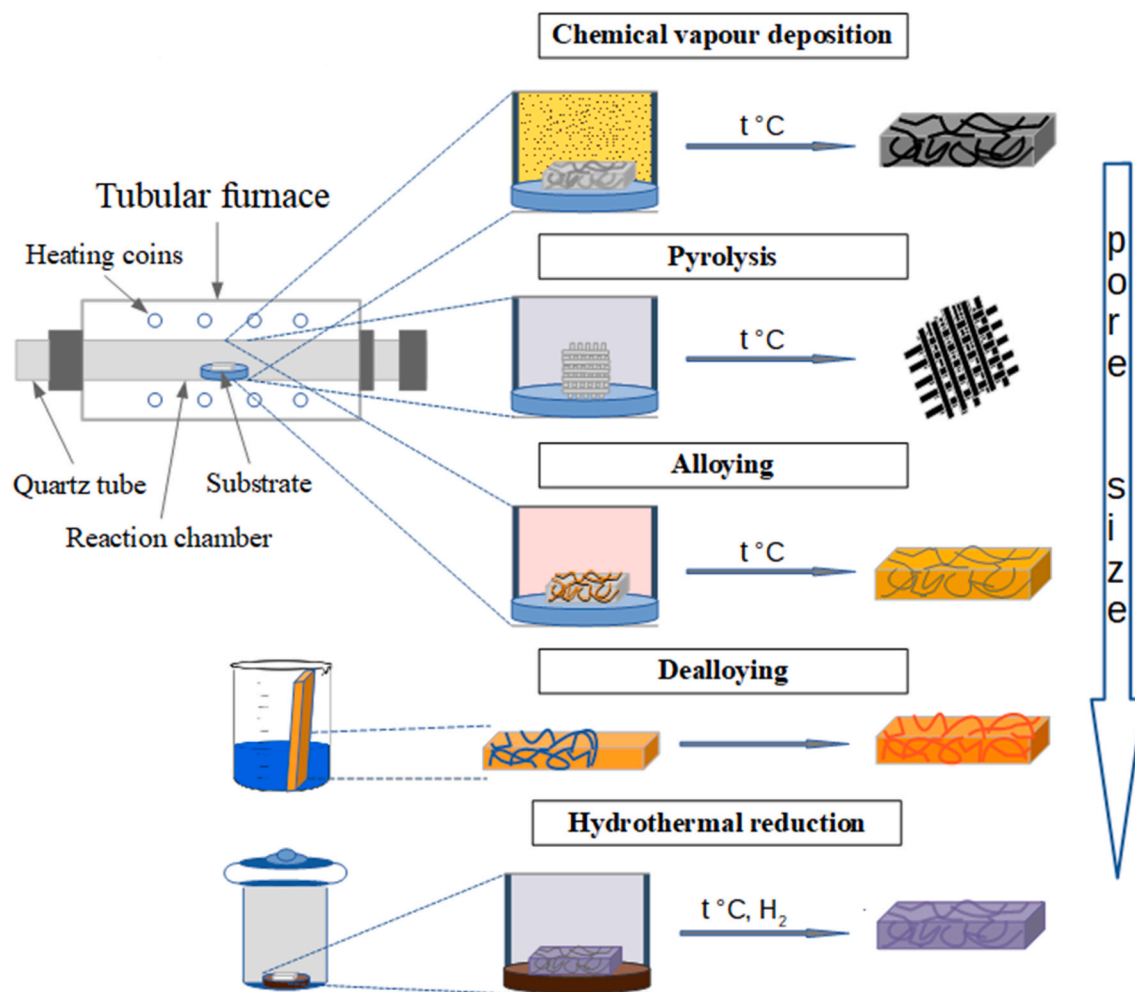 Chemical vapour deposition
t °C
Tubular furnace
Heating coins
Quartz tube
Substrate
Reaction chamber
Pyrolysis
t °C
Alloying
t °C
Dealloying
Hydrothermal reduction
t °C, H₂
pore size